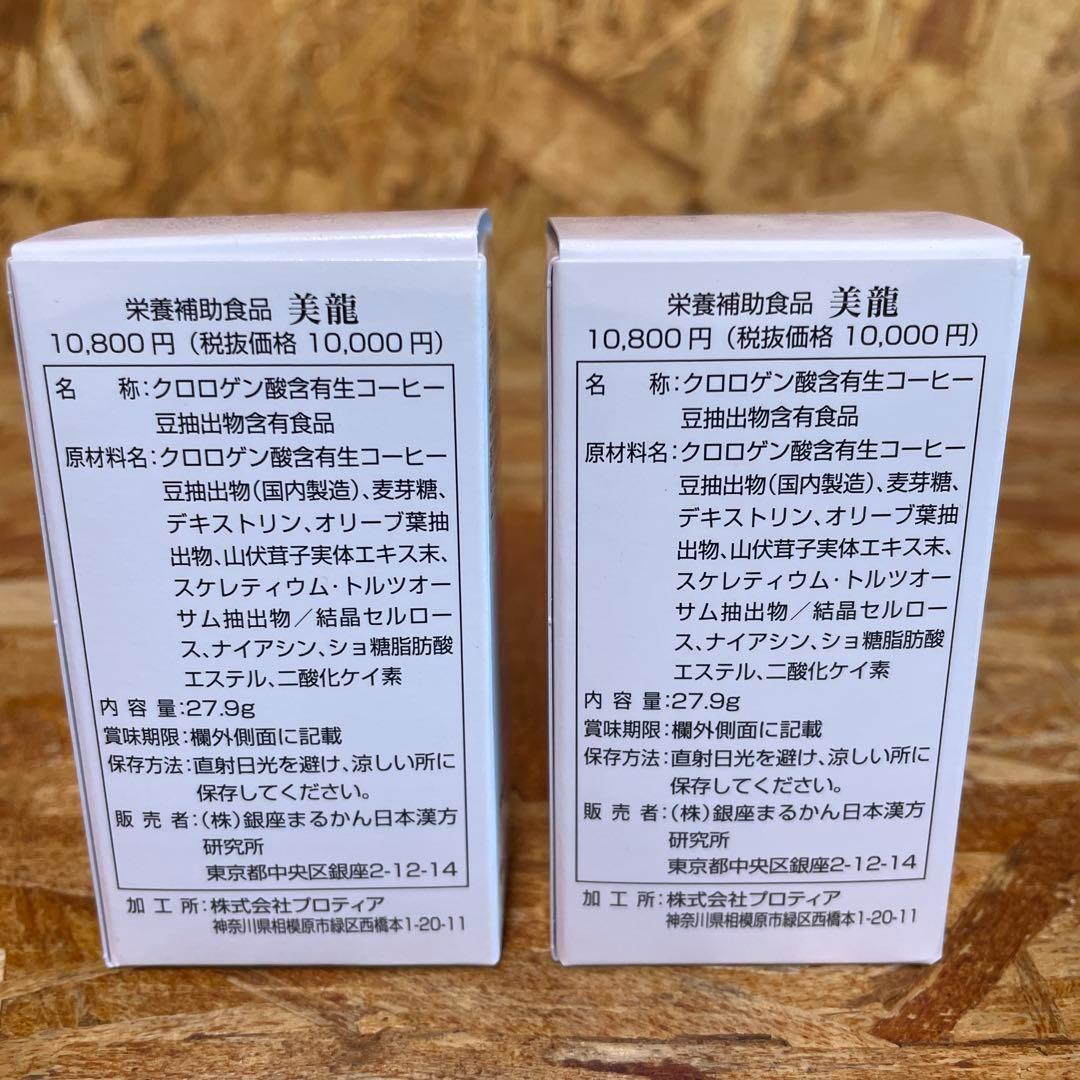 栄養補助食品 美龍
10,800円(税抜価格 10,000円)
名 称:クロロゲン酸含有生コーヒー
豆抽出物含有食品
原材料名:クロロゲン酸含有生コーヒー
豆抽出物(国内製造)、麦芽糖、
デキストリン、オリーブ葉抽
出物、山伏茸子実体エキス末、
スケレティウム・トルツオー
サム抽出物/結晶セルロー
ス、ナイアシン、ショ糖脂肪酸
エステル、二酸化ケイ素
内容量:27.9g
賞味期限:欄外側面に記載
保存方法:直射日光を避け、涼しい所に
保存してください。
販売者:(株)銀座まるかん日本漢方
研究所
東京都中央区銀座2-12-14
加工所:株式会社プロティア
神奈川県相模原市緑区西橋本1-20-11
栄養補助食品 美龍
10,800円(税抜価格 10,000円)
名 称:クロロゲン酸含有生コーヒー
豆抽出物含有食品
原材料名:クロロゲン酸含有生コーヒー
豆抽出物(国内製造)、麦芽糖、
デキストリン、オリーブ葉抽
出物、山伏茸子実体エキス末、
スケレティウム・トルツオー
サム抽出物/結晶セルロー
ス、ナイアシン、ショ糖脂肪酸
エステル、二酸化ケイ素
内容量:27.9g
賞味期限:欄外側面に記載
保存方法:直射日光を避け、涼しい所に
保存してください。
販売者:(株)銀座まるかん日本漢方
研究所
東京都中央区銀座2-12-14
加工所:株式会社プロティア
神奈川県相模原市緑区西橋本1-20-11